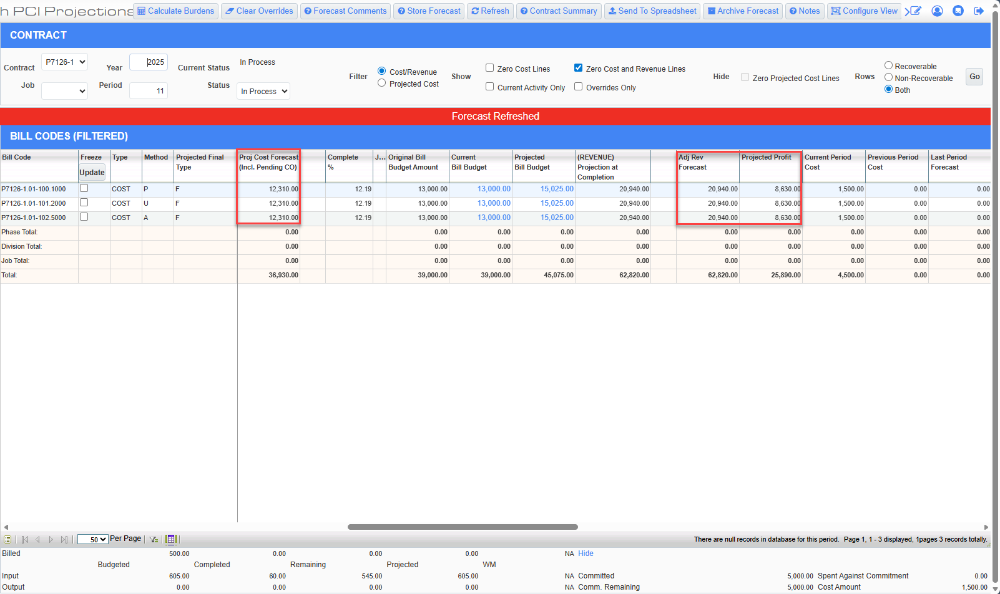 h PCI Projections Calculate Burdens Clear Overrides Forecast Comments Store Forecast Refresh Contract Summary Send To Spreadsheet Archive Forecast Notes Configure View
CONTRACT
Contract P7126-1 Year 2025 Current Status In Process
Job Period 11 Status In Process
Filter Cost/Revenue Projected Cost
Show Zero Cost Lines Zero Cost and Revenue Lines
Current Activity Only Overrides Only
Hide Zero Projected Cost Lines
Rows Recoverable Non-Recoverable Both Go
Forecast Refreshed
BILL CODES (FILTERED)
Bill Code Freeze Type Method Projected Final Proj Cost Forecast Complete J... Original Bill Current Projected (REVENUE) Adj Rev Projected Profit Current Period Previous Period Last Period
Update Type (Incl. Pending CO) % Budget Amount Bill Budget Bill Budget Projection at Forecast Cost Cost Forecast
Completion
P7126-1.01-100.1000 COST P F 12,310.00 12.19 13,000.00 13,000.00 15,025.00 20,940.00 20,940.00 8,630.00 1,500.00 0.00 0.00
P7126-1.01-101.2000 COST U F 12,310.00 12.19 13,000.00 13,000.00 15,025.00 20,940.00 20,940.00 8,630.00 1,500.00 0.00 0.00
P7126-1.01-102.5000 COST A F 12,310.00 12.19 13,000.00 13,000.00 15,025.00 20,940.00 20,940.00 8,630.00 1,500.00 0.00 0.00
Phase Total: 0.00 0.00 0.00 0.00 0.00 0.00 0.00 0.00 0.00 0.00
Division Total: 0.00 0.00 0.00 0.00 0.00 0.00 0.00 0.00 0.00 0.00
Job Total: 0.00 0.00 0.00 0.00 0.00 0.00 0.00 0.00 0.00 0.00
Total: 36,930.00 39,000.00 39,000.00 45,075.00 62,820.00 62,820.00 25,890.00 4,500.00 0.00 0.00
50 Per Page There are null records in database for this period. Page 1, 1 - 3 displayed, 1pages 3 records totally.
Billed 500.00 0.00 0.00 0.00 NA Hide
Budgeted Completed Remaining Projected WM
Input 605.00 60.00 545.00 605.00 NA Committed 5,000.00 Spent Against Commitment 0.00
Output 0.00 0.00 0.00 0.00 NA Comm. Remaining 5,000.00 Cost Amount 1,500.00